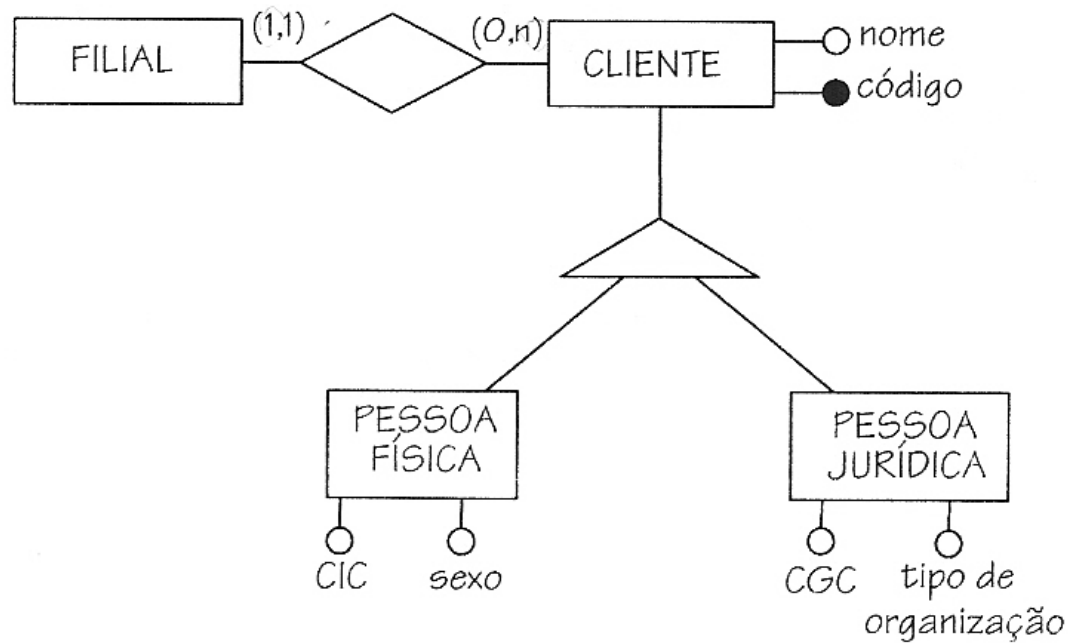 FILIAL
(1,1)
(0,n)
CLIENTE
nome
código
PESSOA
FÍSICA
PESSOA
JURÍDICA
CIC
sexo
CGC
tipo de
organização